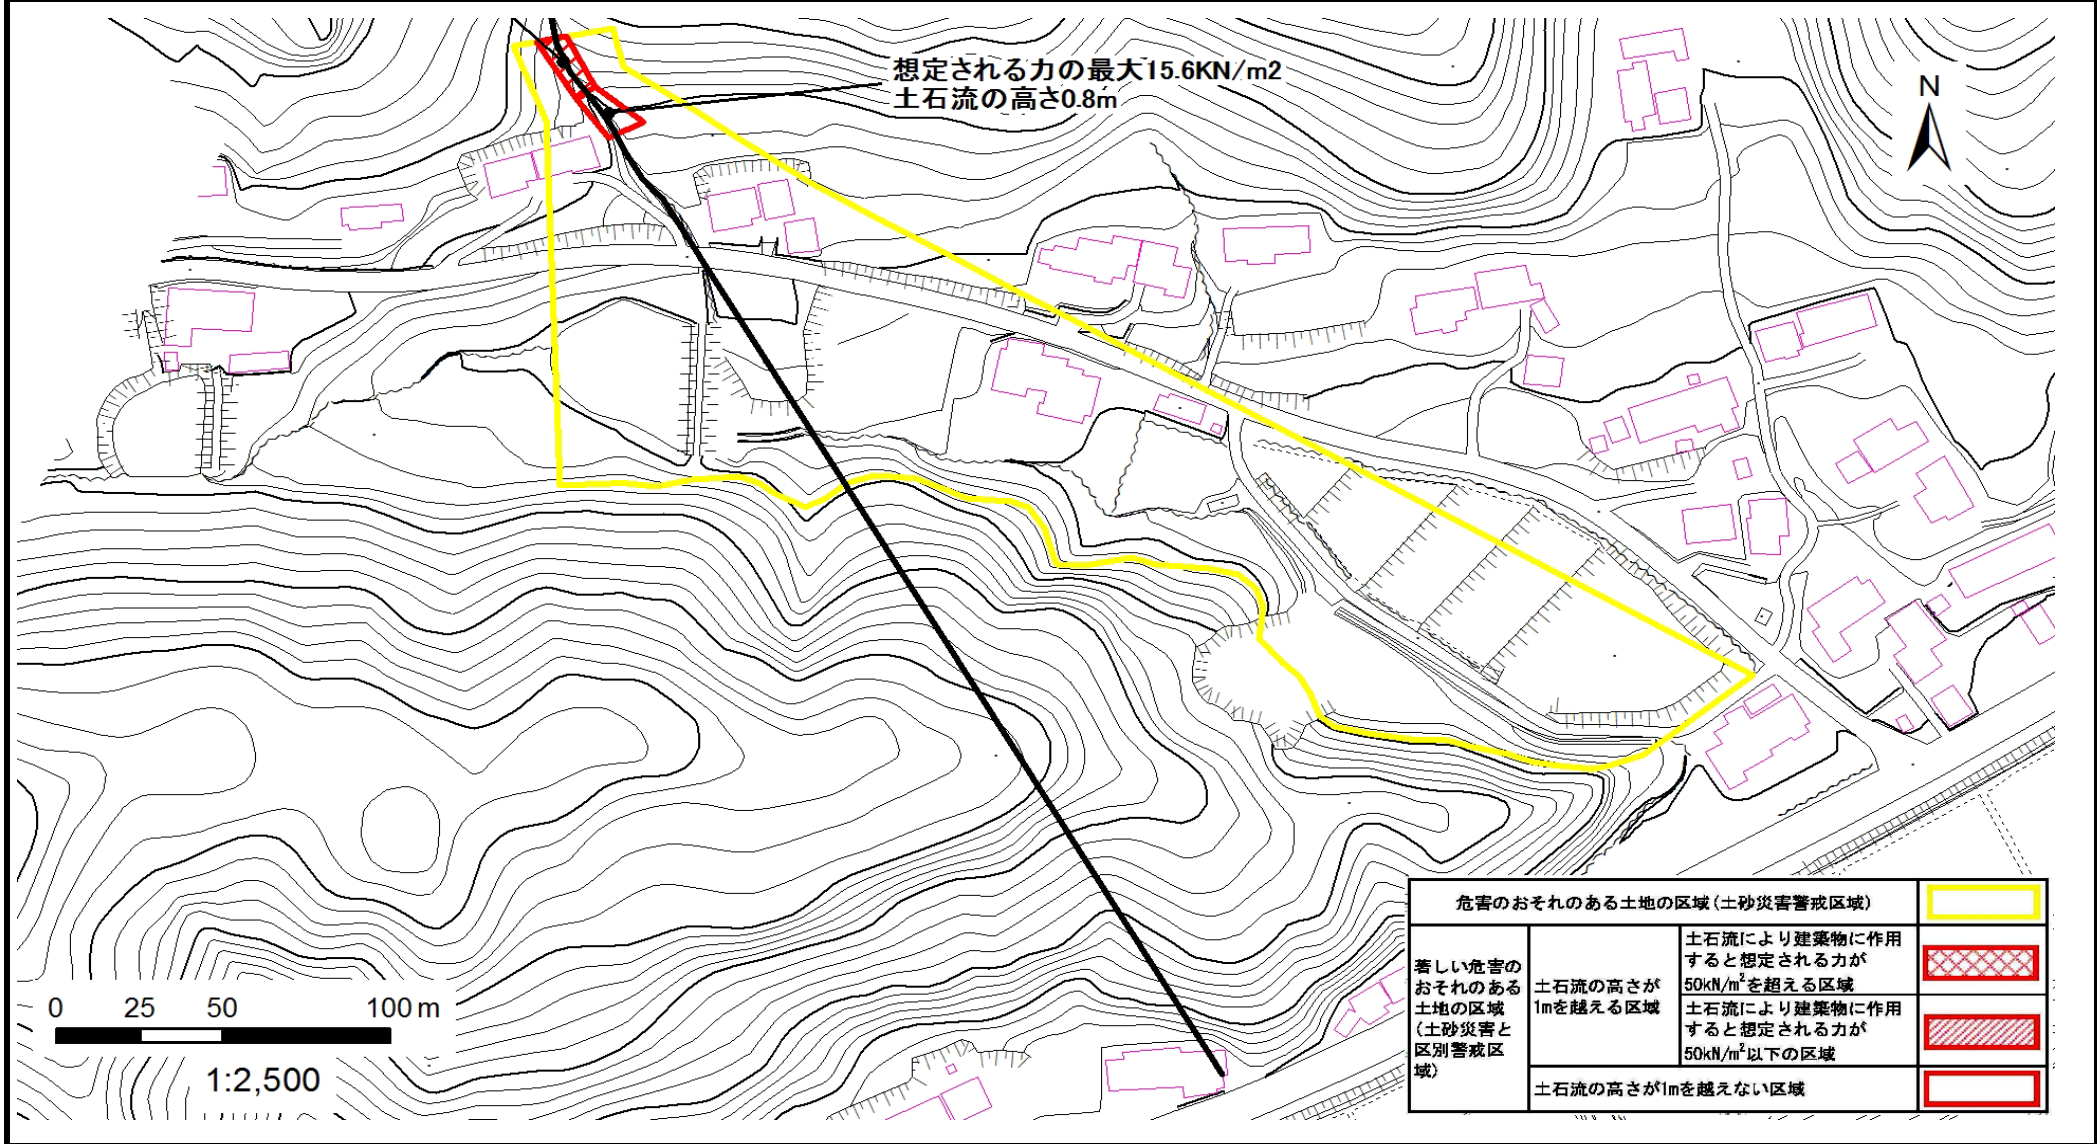 想定される力の最大15.6KN/m2
土石流の高さ0.8m
N
0 25 50 100 m
1:2,500
危害のおそれのある土地の区域(土砂災害警戒区域)
著しい危害の
おそれのある
土地の区域
(土砂災害と
区別警戒区
域)
土石流の高さが
1mを越える区域
土石流により建築物に作用
すると想定される力が
50kN/m²を超える区域
土石流により建築物に作用
すると想定される力が
50kN/m²以下の区域
土石流の高さが1mを越えない区域